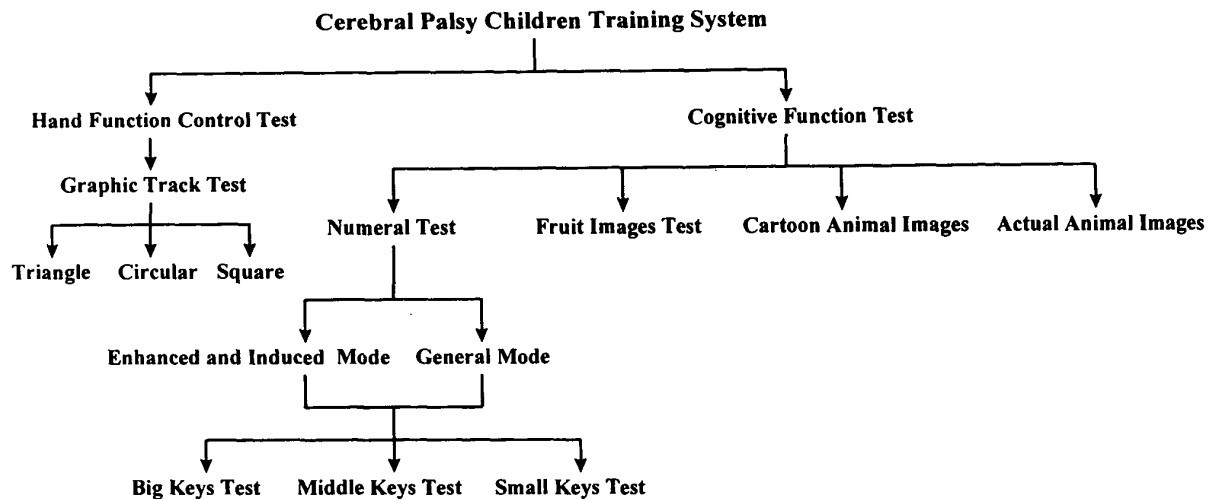 Cerebral Palsy Children Training System
Hand Function Control Test
Cognitive Function Test
Graphic Track Test
Numeral Test
Fruit Images Test
Cartoon Animal Images
Actual Animal Images
Triangle
Circular
Square
Enhanced and Induced Mode
General Mode
Big Keys Test
Middle Keys Test
Small Keys Test